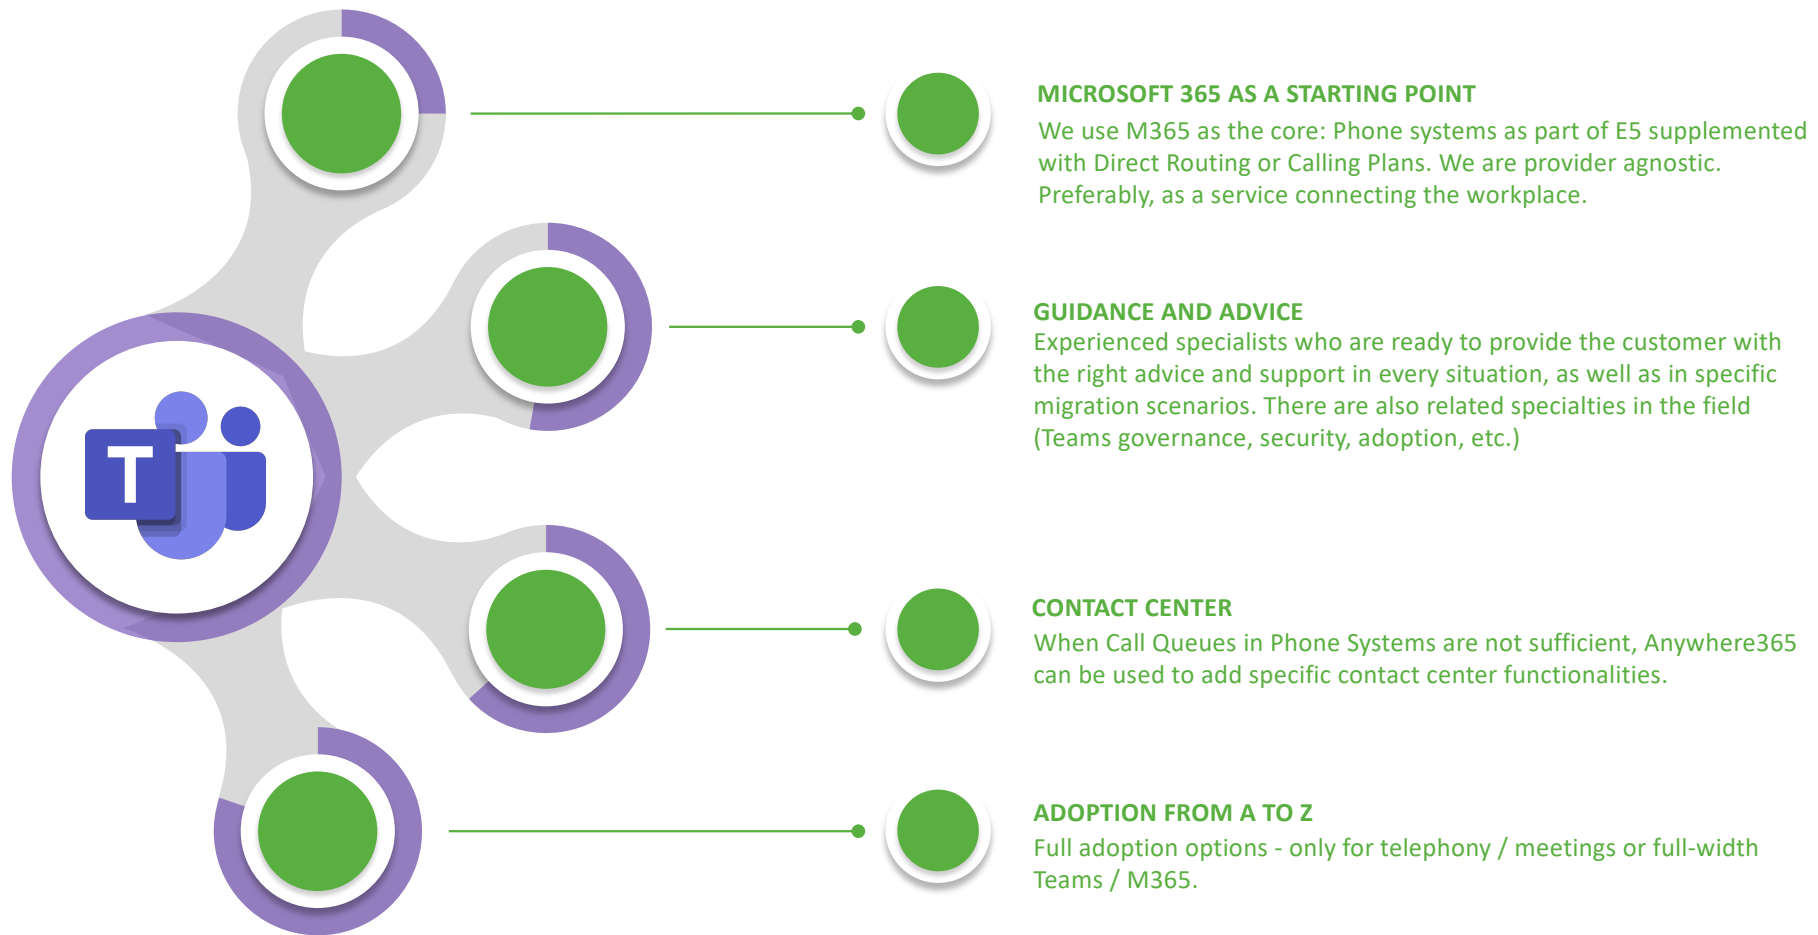 MICROSOFT 365 AS A STARTING POINT
We use M365 as the core: Phone systems as part of E5 supplemented
with Direct Routing or Calling Plans. We are provider agnostic.
Preferably, as a service connecting the workplace.
GUIDANCE AND ADVICE
Experienced specialists who are ready to provide the customer with
the right advice and support in every situation, as well as in specific
migration scenarios. There are also related specialties in the field
(Teams governance, security, adoption, etc.)
T
CONTACT CENTER
When Call Queues in Phone Systems are not sufficient, Anywhere365
can be used to add specific contact center functionalities.
ADOPTION FROM A TO Z
Full adoption options - only for telephony / meetings or full-width
Teams / M365.